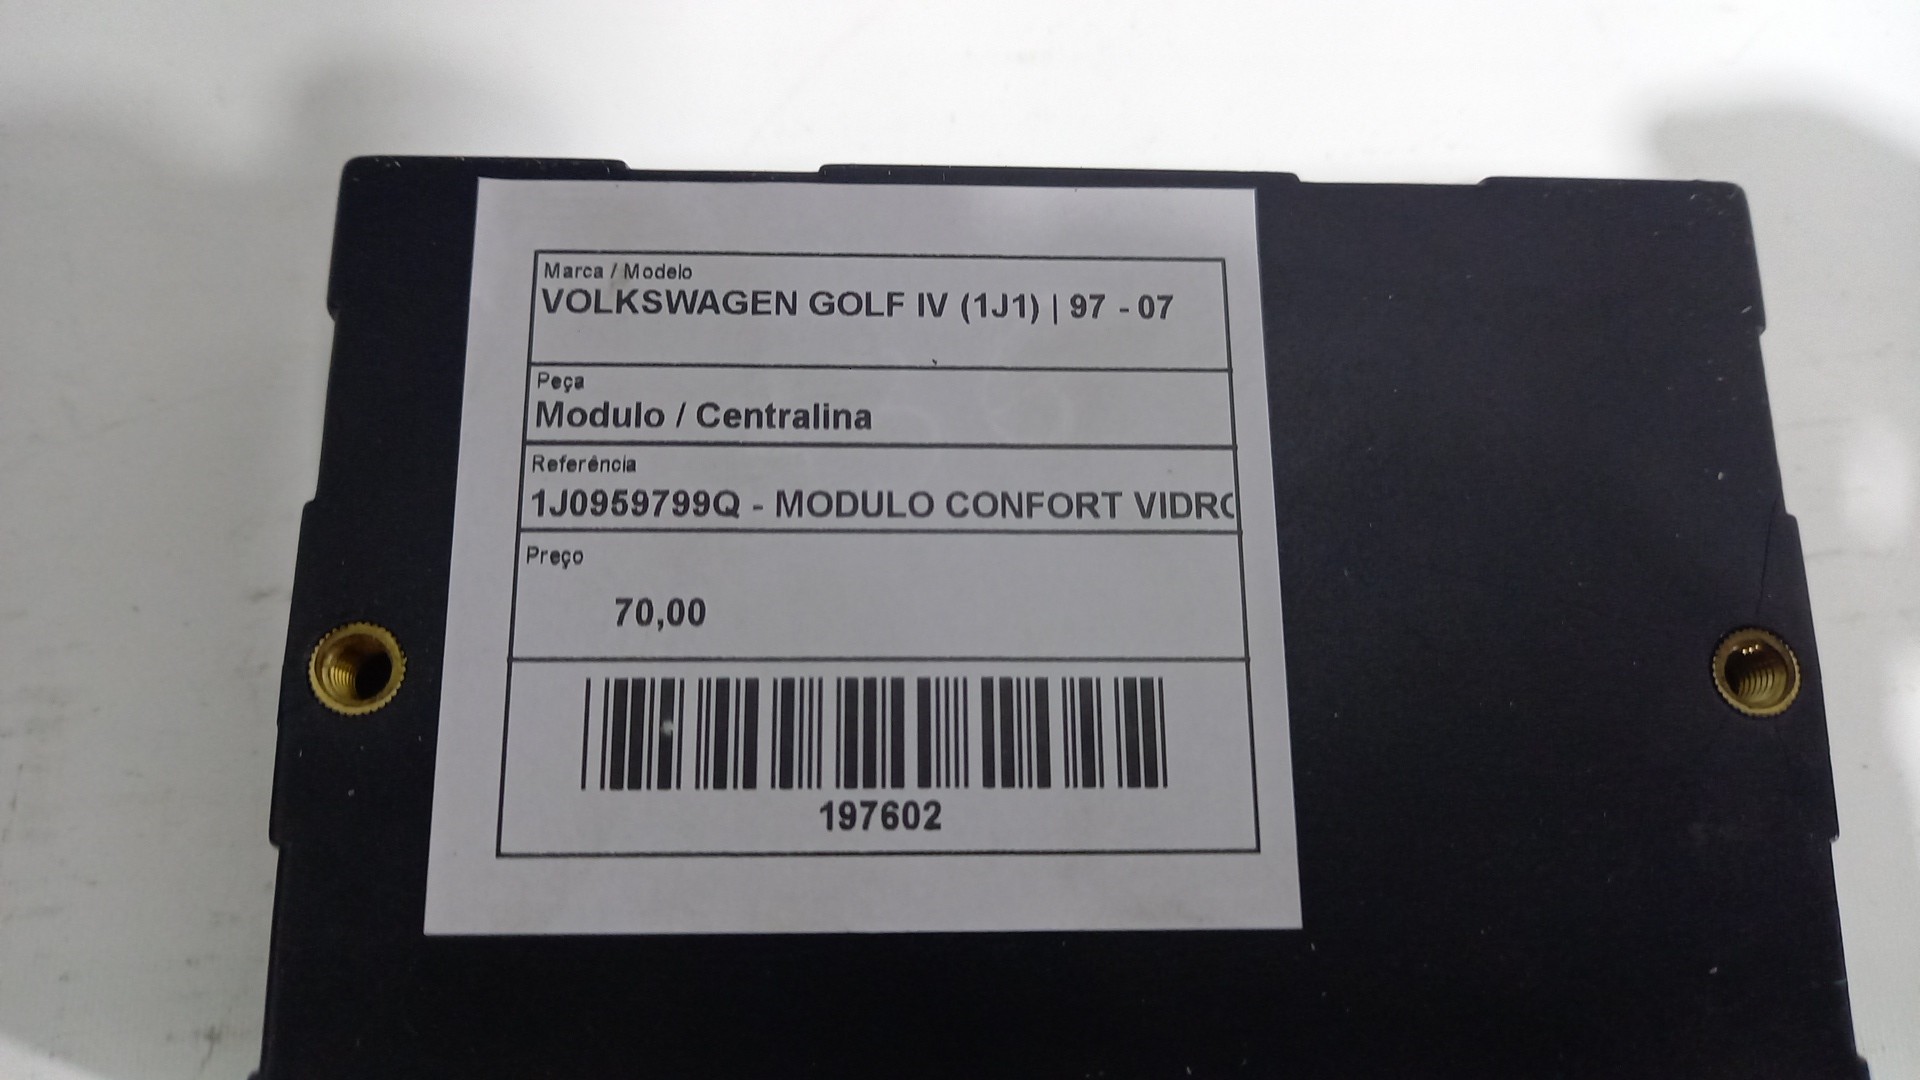 Marca / Modelo
VOLKSWAGEN GOLF IV (1J1) | 97 - 07
Peça
Modulo / Centralina
Referência
1J0959799Q - MODULO CONFORT VIDR
Preço
70,00
197602